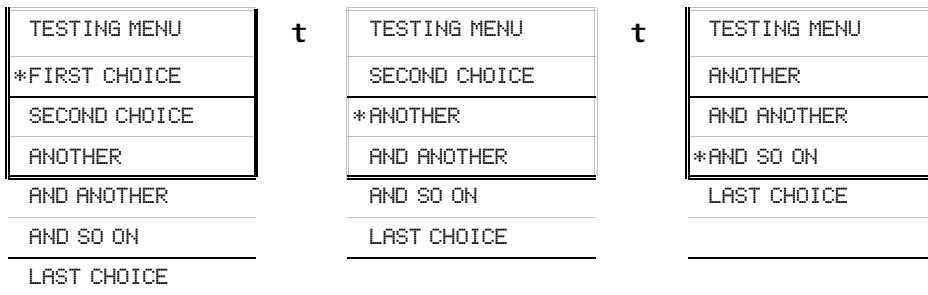 TESTING MENU
*FIRST CHOICE
SECOND CHOICE
ANOTHER
AND ANOTHER
AND SO ON
LAST CHOICE
t
TESTING MENU
SECOND CHOICE
*ANOTHER
AND ANOTHER
AND SO ON
LAST CHOICE
t
TESTING MENU
ANOTHER
AND ANOTHER
*AND SO ON
LAST CHOICE